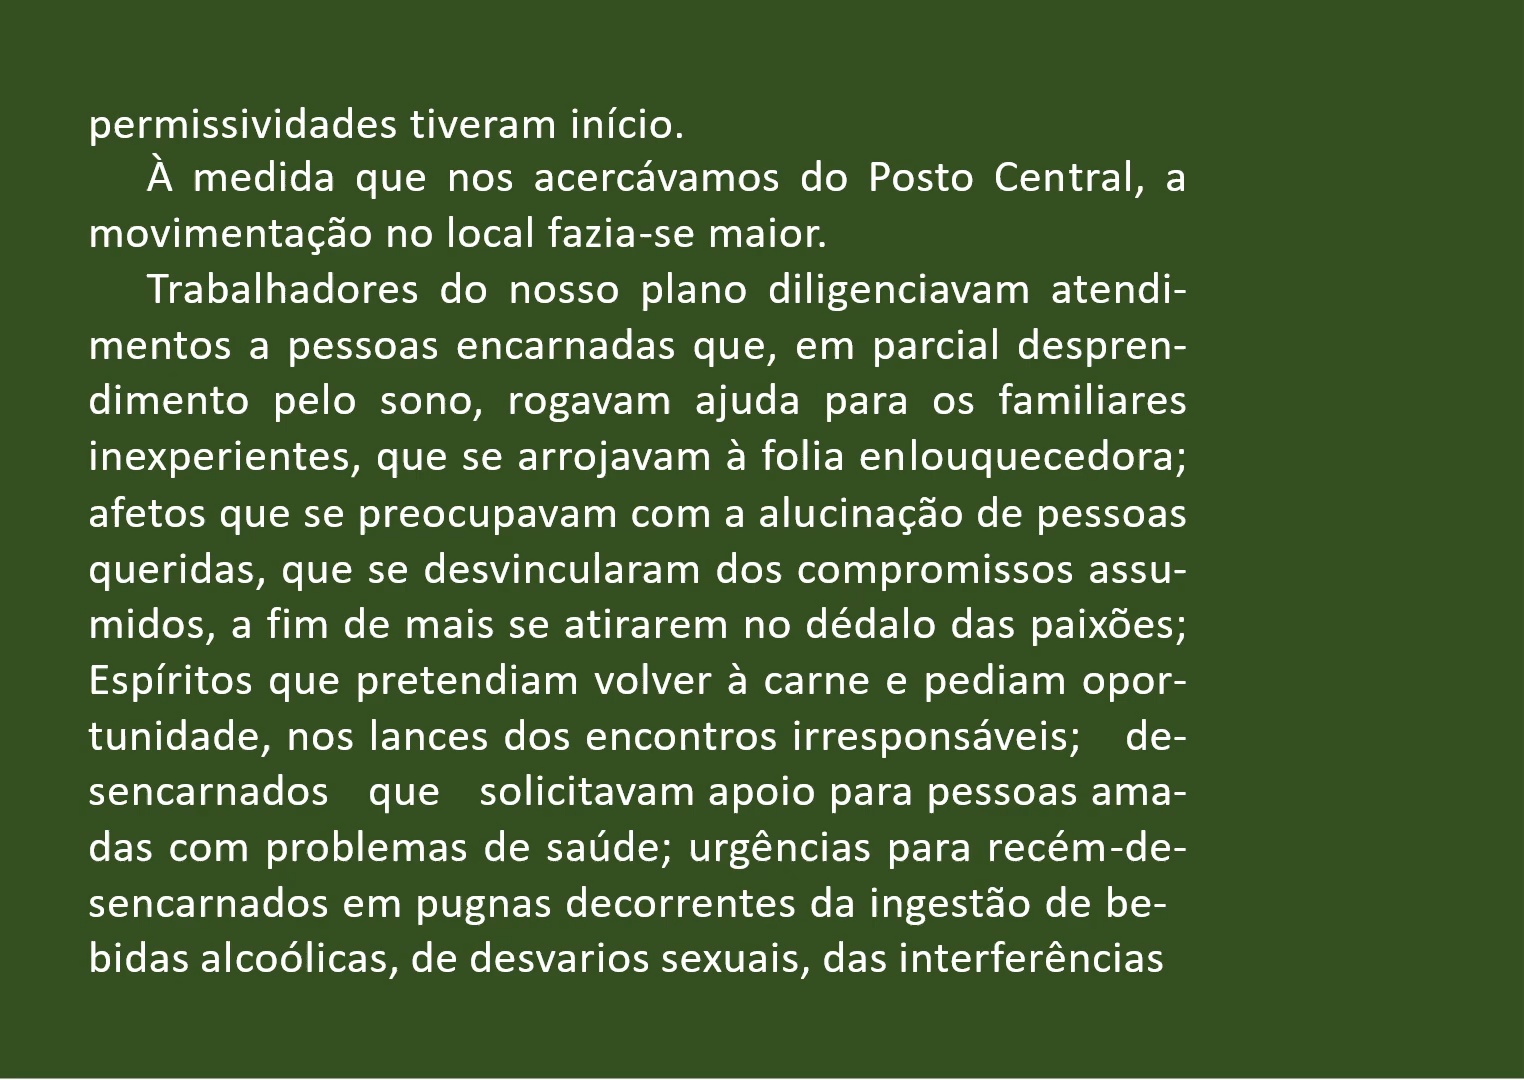 permissividades tiveram início.
À medida que nos acercávamos do Posto Central, a
movimentação no local fazia-se maior.
Trabalhadores do nosso plano diligenciavam atendi-
mentos a pessoas encarnadas que, em parcial despren-
dimento pelo sono, rogavam ajuda para os familiares
inexperientes, que se arrojavam à folia enlouquecedora;
afetos que se preocupavam com a alucinação de pessoas
queridas, que se desvincularam dos compromissos assu-
midos, a fim de mais se atirarem no dédalo das paixões;
Espíritos que pretendiam volver à carne e pediam opor-
tunidade, nos lances dos encontros irresponsáveis; de-
sencarnados que solicitavam apoio para pessoas ama-
das com problemas de saúde; urgências para recém-de-
sencarnados em pugnas decorrentes da ingestão de be-
bidas alcoólicas, de desvarios sexuais, das interferências